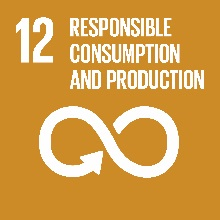 12 RESPONSIBLE
CONSUMPTION
AND PRODUCTION